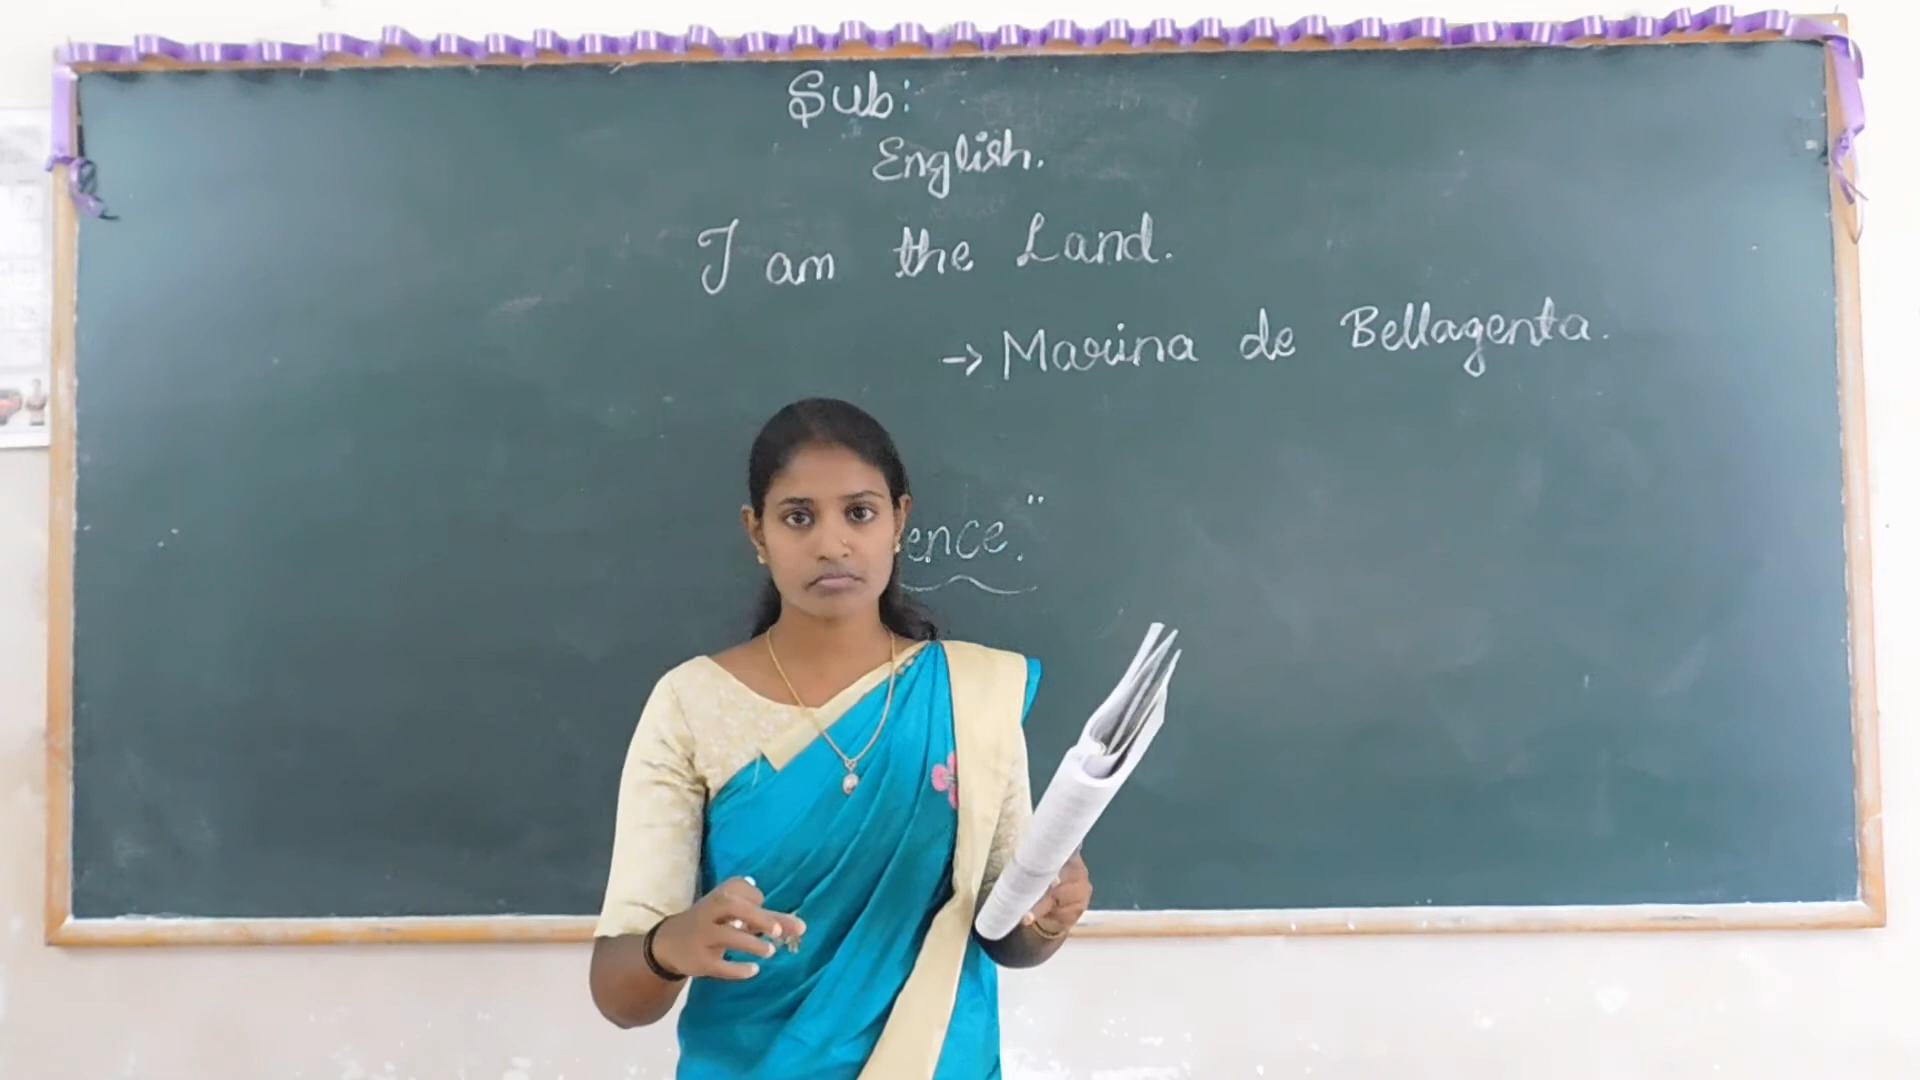 Sub:
English.
I am the Land.
→ Marina de Bellagenta.
ence."